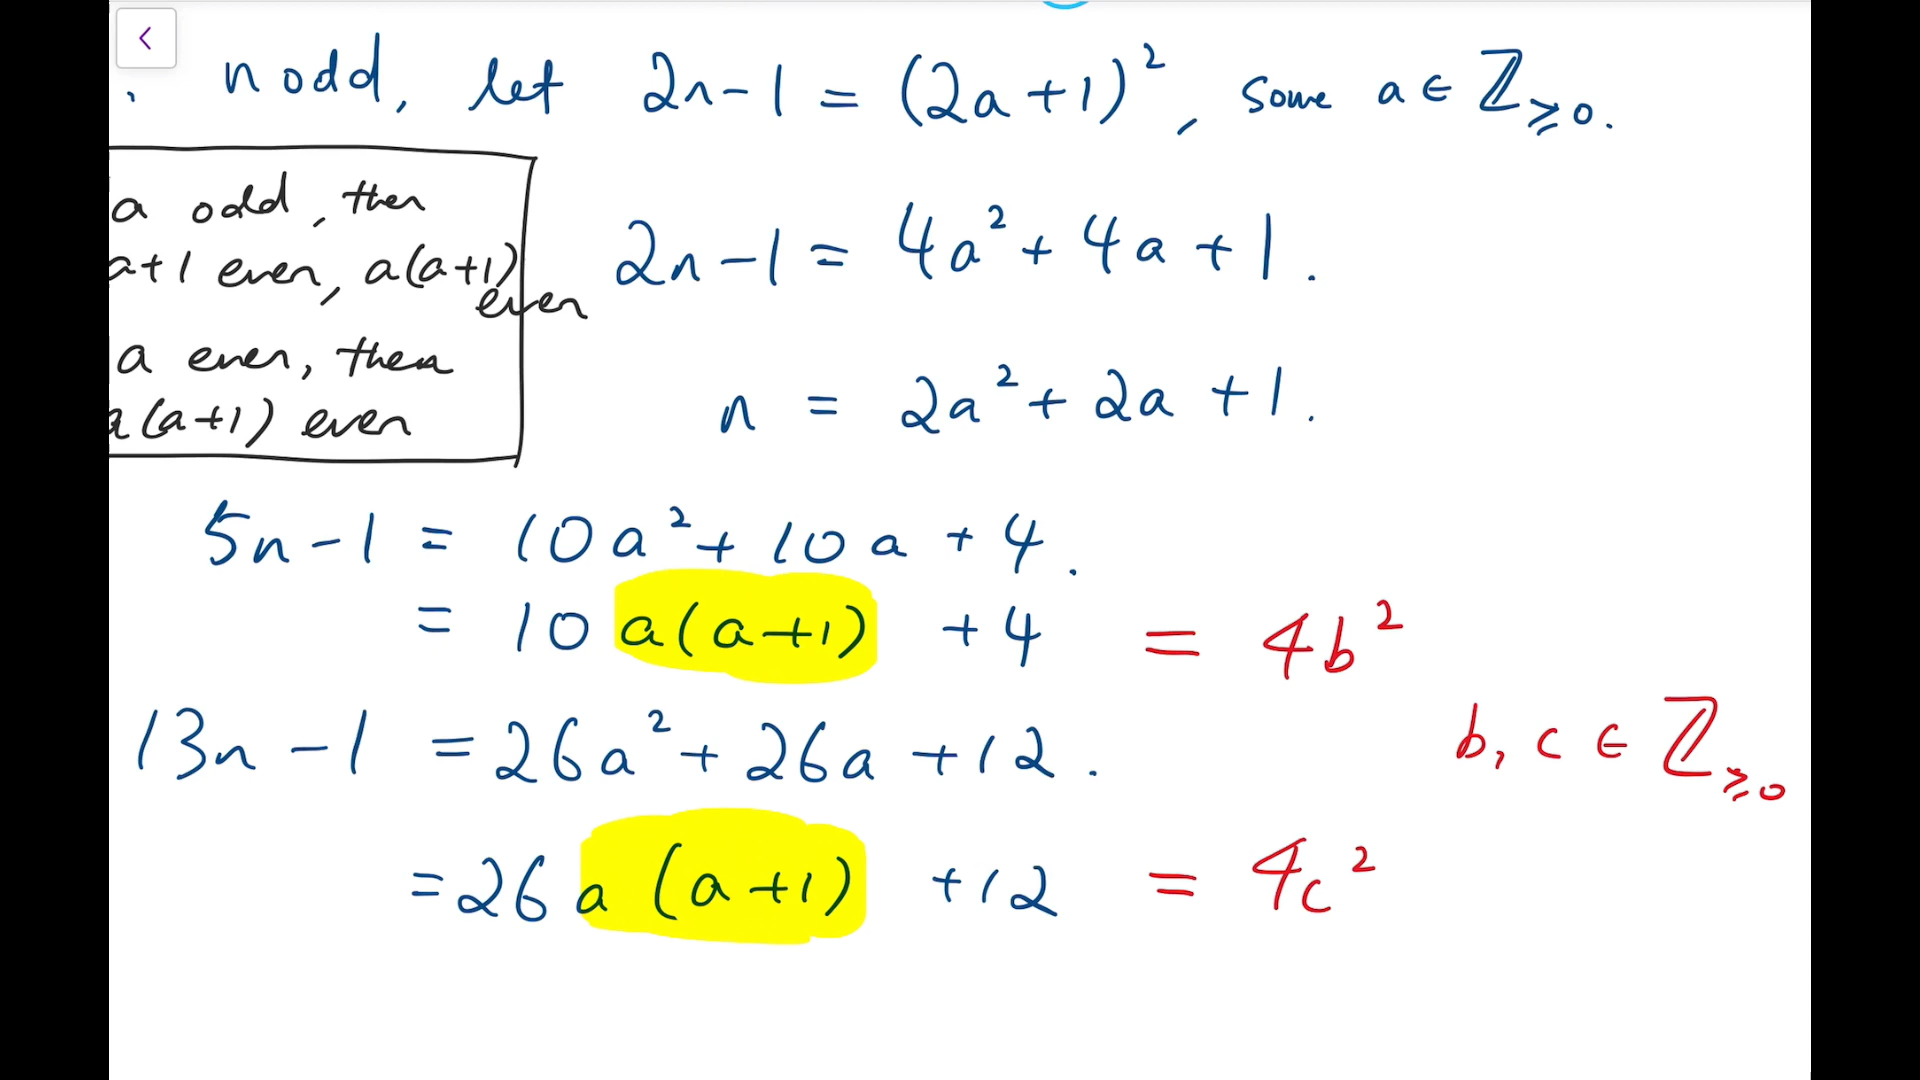 . n odd, let 2n-1 = (2a+1)², some a ∈ ℤ≥0.
a odd, then
a+1 even, a(a+1) even
a even, then
a(a+1) even
2n-1 = 4a² + 4a + 1.
n = 2a² + 2a + 1.
5n-1 = 10a² + 10a + 4.
= 10 a(a+1) + 4 = 4b²
13n-1 = 26a² + 26a + 12.
b, c ∈ ℤ≥0
= 26 a(a+1) + 12 = 4c²